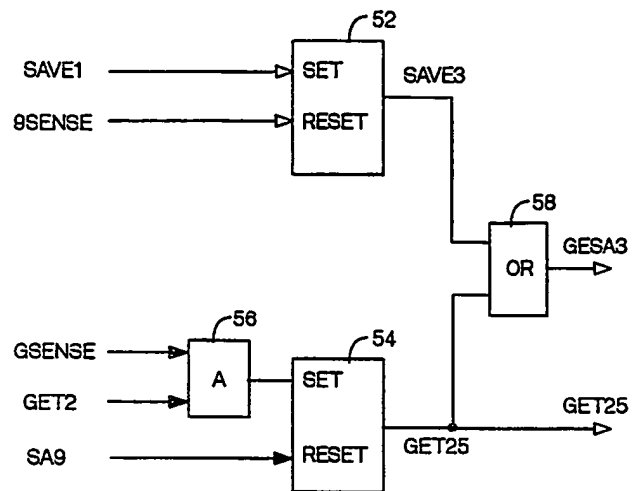 52
SAVE1
SET
SAVE3
9SENSE
RESET
58
OR
GESA3
56
54
GSENSE
A
SET
GET2
GET25
GET25
SA9
RESET